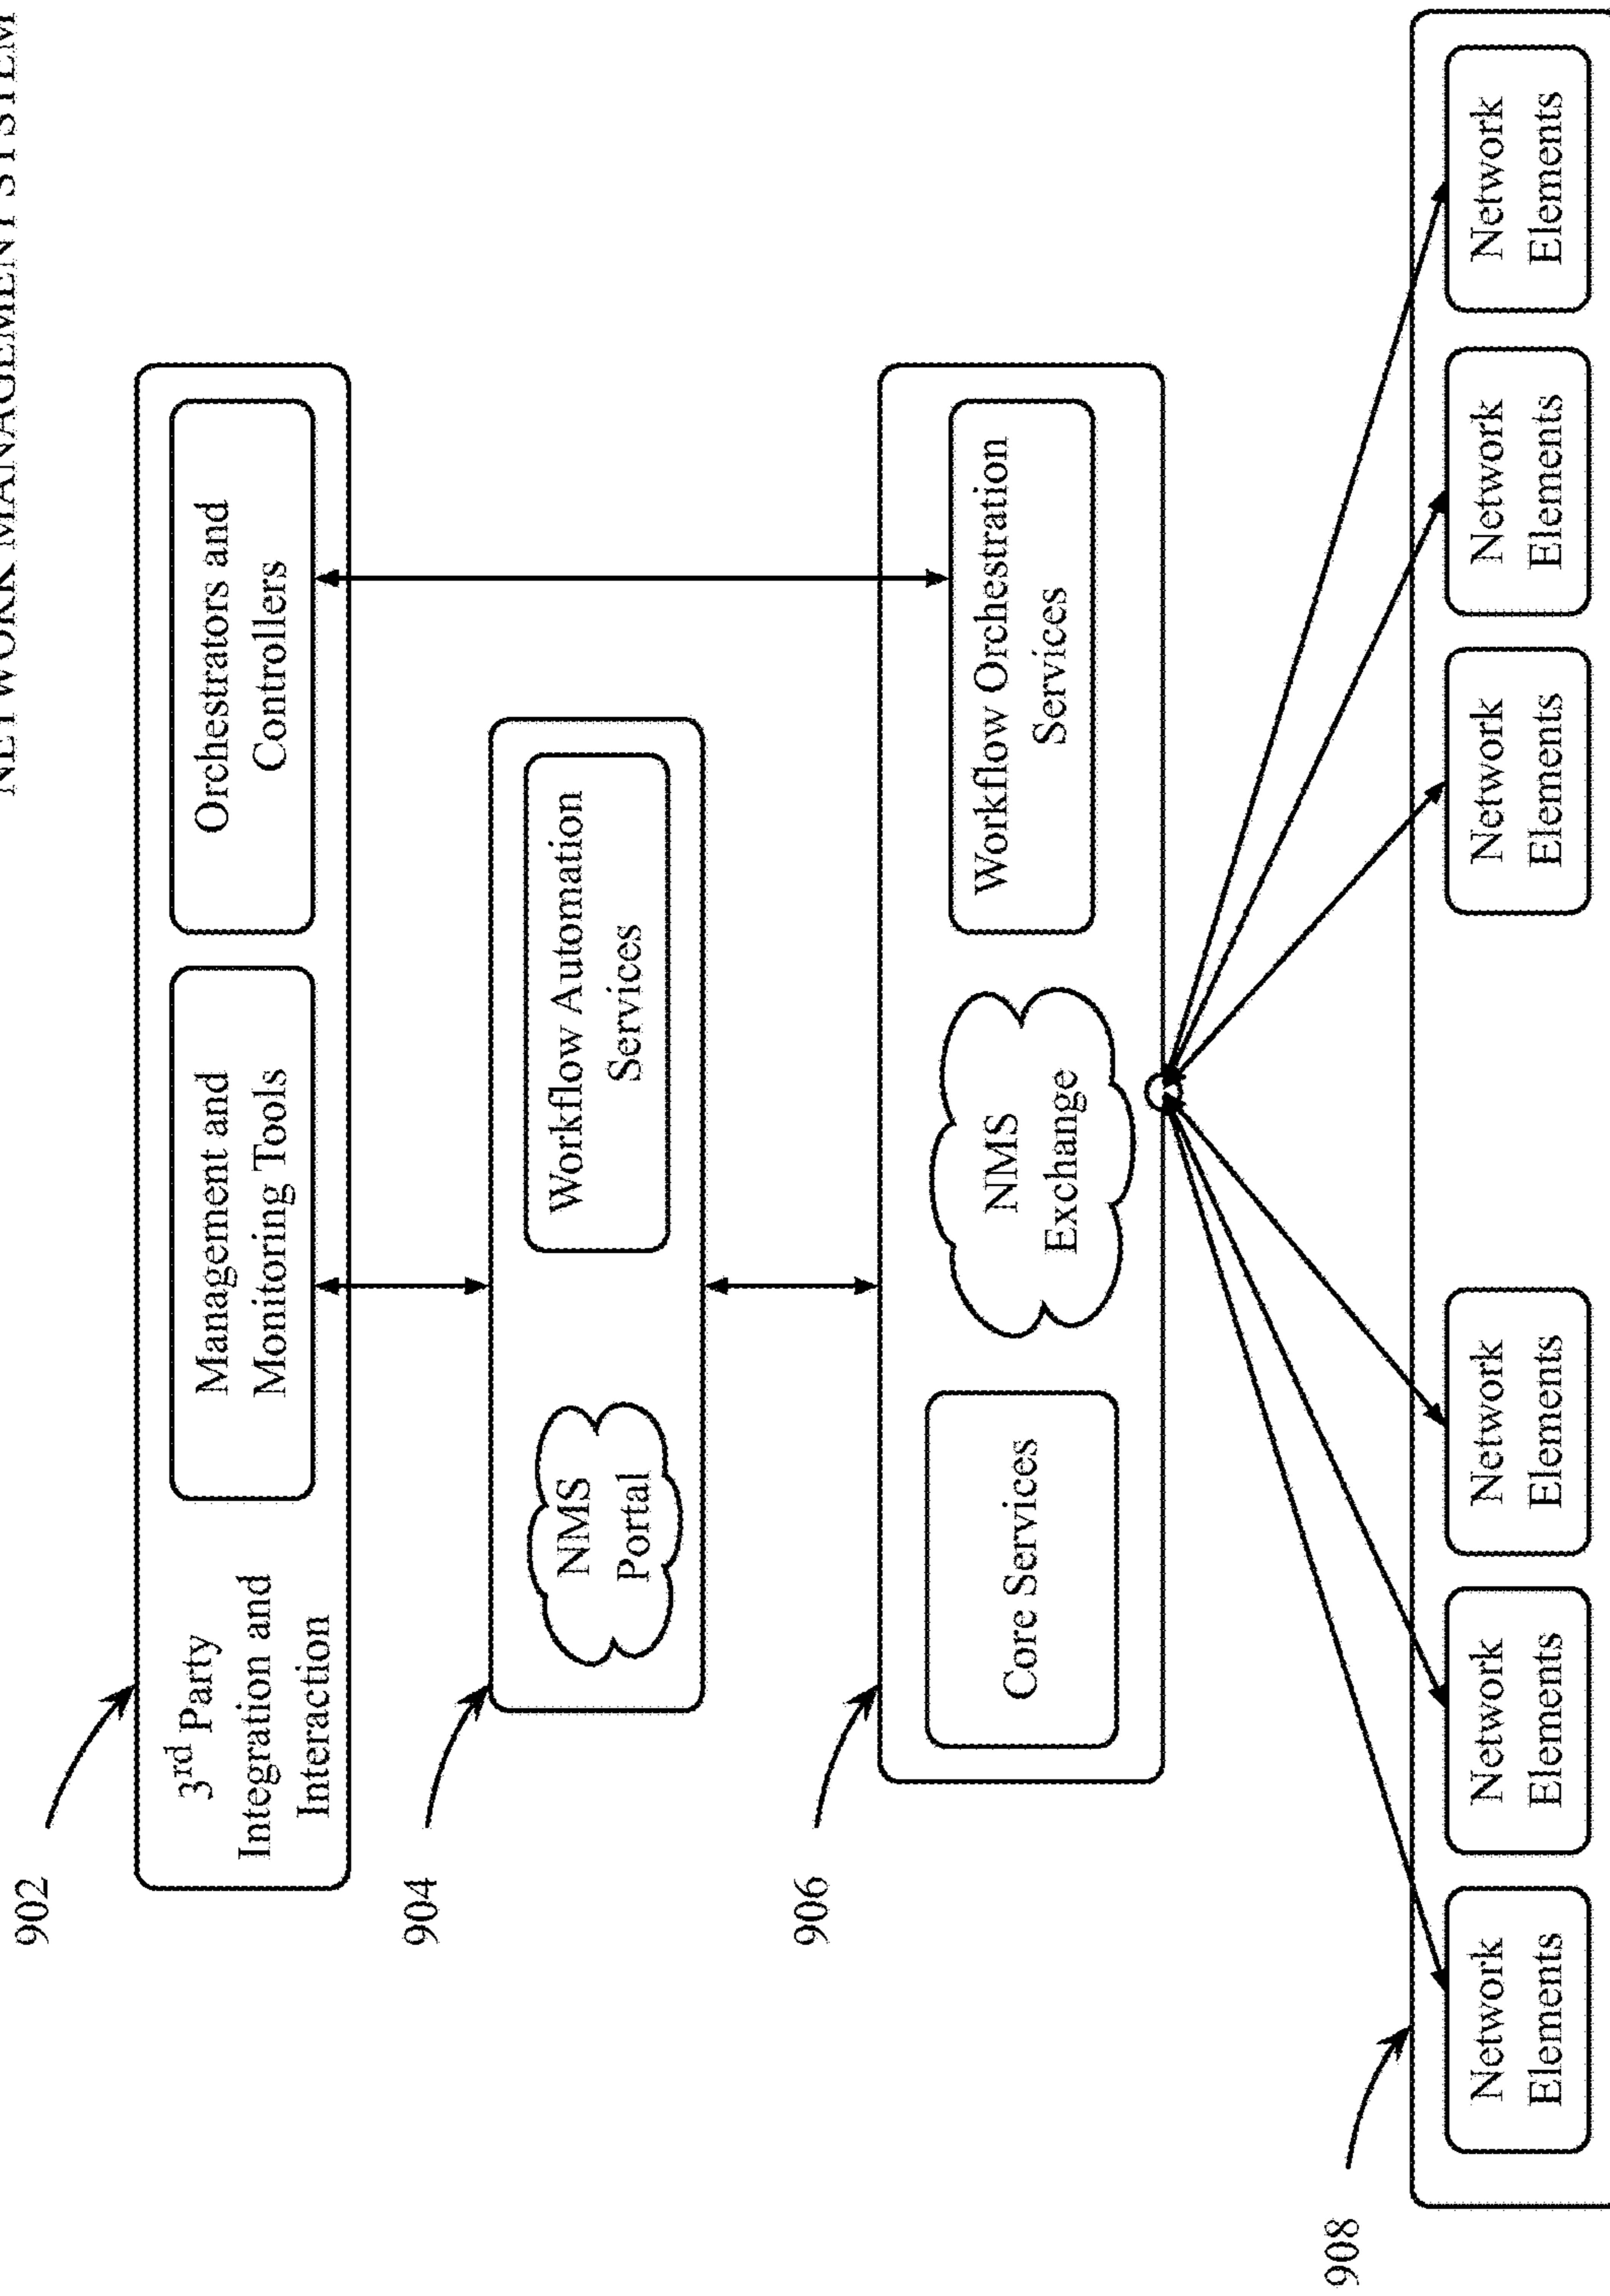 NETWORK MANAGEMENT SYSTEM
902
3rd Party
Integration and
Interaction
Management and
Monitoring Tools
Orchestrators and
Controllers
904
NMS
Portal
Workflow Automation
Services
906
Core Services
NMS
Exchange
Workflow Orchestration
Services
908
Network
Elements
Network
Elements
Network
Elements
Network
Elements
Network
Elements
Network
Elements